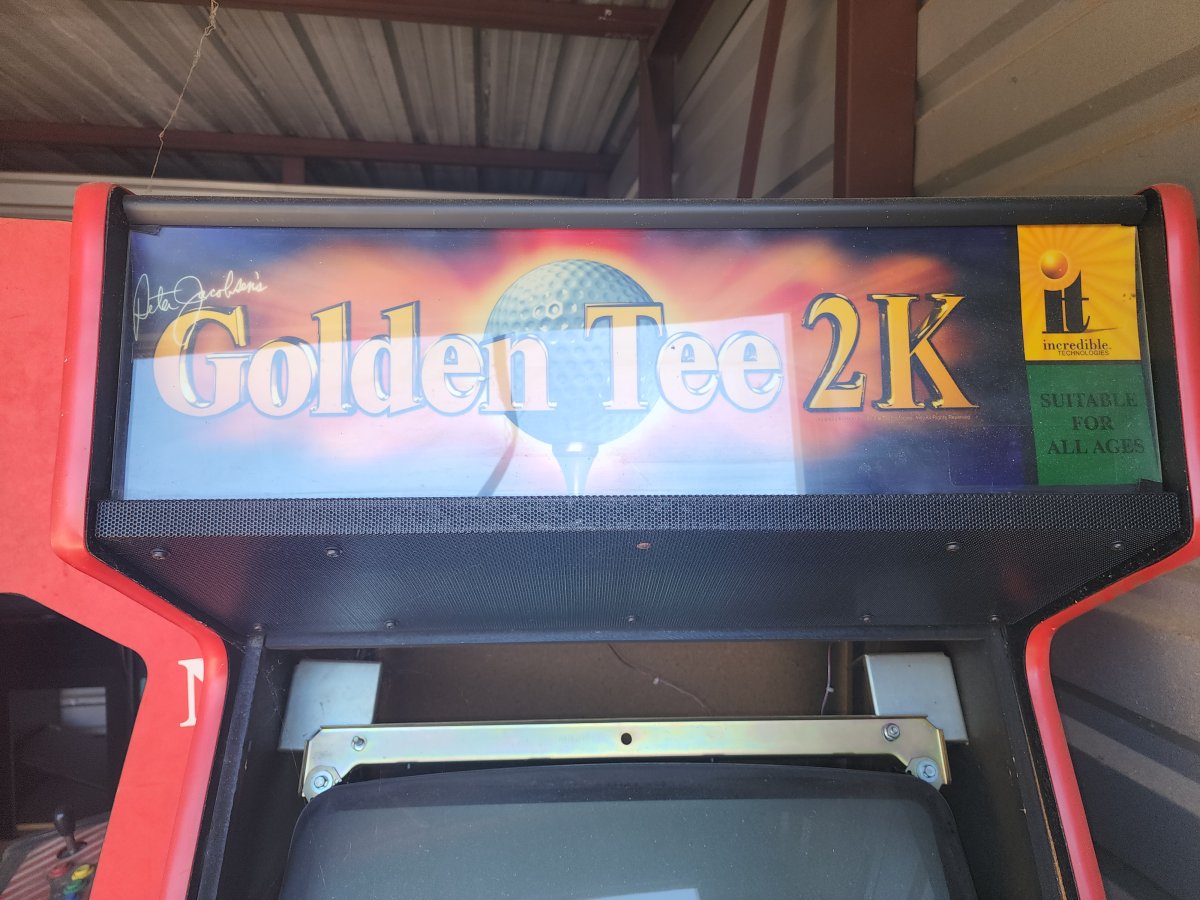 Peter Jacobsen's
Golden Tee 2K
it
incredible
TECHNOLOGIES
SUITABLE
FOR
ALL AGES